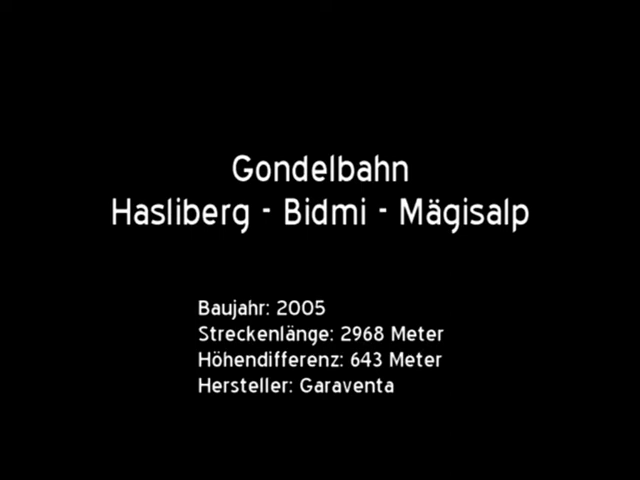 Gondelbahn
Hasliberg - Bidmi - Mägisalp
Baujahr: 2005
Streckenlänge: 2968 Meter
Höhendifferenz: 643 Meter
Hersteller: Garaventa